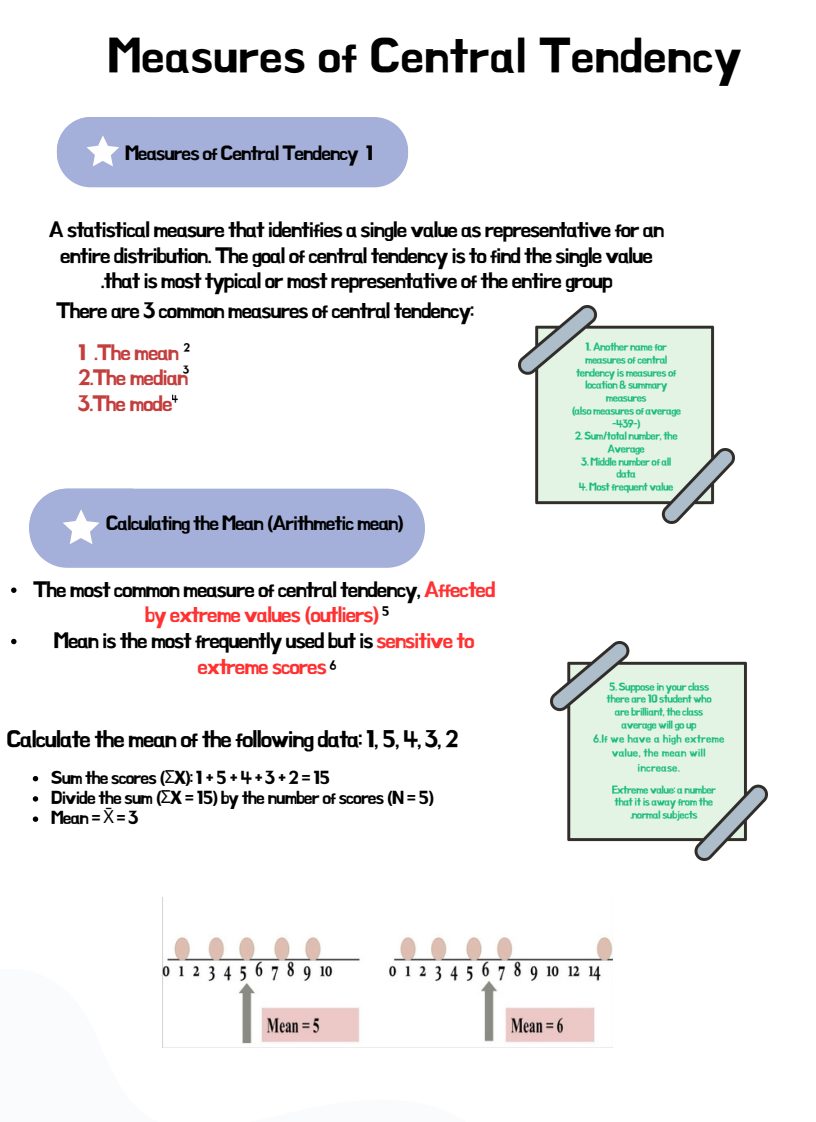 Measures of Central Tendency
Measures of Central Tendency 1
A statistical measure that identifies a single value as representative for an
entire distribution. The goal of central tendency is to find the single value
.that is most typical or most representative of the entire group
There are 3 common measures of central tendency:
1 .The mean 2
2.The median3
3.The mode4
1. Another name for
measures of central
tendency is measures of
location & summary
measures
(also measures of average
-439-)
2. Sum/total number, the
Average
3. Middle number of all
data
4. Most frequent value
Calculating the Mean (Arithmetic mean)
• The most common measure of central tendency, Affected
by extreme values (outliers) 5
• Mean is the most frequently used but is sensitive to
extreme scores 6
5. Suppose in your class
there are 10 student who
are brilliant, the class
average will go up
6.If we have a high extreme
value, the mean will
increase.
Extreme value: a number
that it is away from the
.normal subjects
Calculate the mean of the following data: 1, 5, 4, 3, 2
• Sum the scores (ΣX): 1 + 5 + 4 + 3 + 2 = 15
• Divide the sum (ΣX = 15) by the number of scores (N = 5)
• Mean = X̄ = 3
0 1 2 3 4 5 6 7 8 9 10
Mean = 5
0 1 2 3 4 5 6 7 8 9 10 12 14
Mean = 6